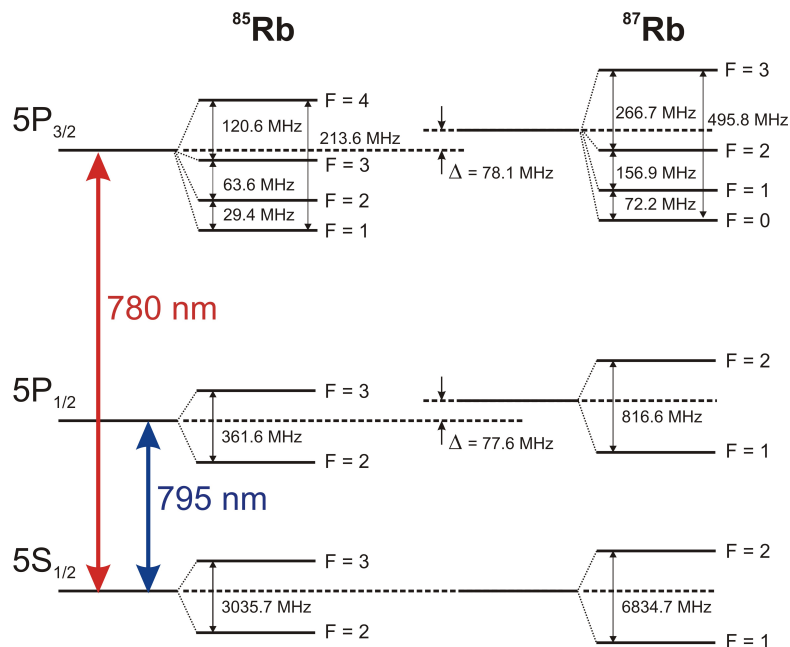 ⁸⁵Rb
⁸⁷Rb
5P3/2
F = 4
F = 3
F = 2
F = 1
120.6 MHz
63.6 MHz
29.4 MHz
213.6 MHz
Δ = 78.1 MHz
F = 3
F = 2
F = 1
F = 0
266.7 MHz
156.9 MHz
72.2 MHz
495.8 MHz
780 nm
5P1/2
F = 3
F = 2
361.6 MHz
Δ = 77.6 MHz
F = 2
F = 1
816.6 MHz
795 nm
5S1/2
F = 3
F = 2
3035.7 MHz
F = 2
F = 1
6834.7 MHz